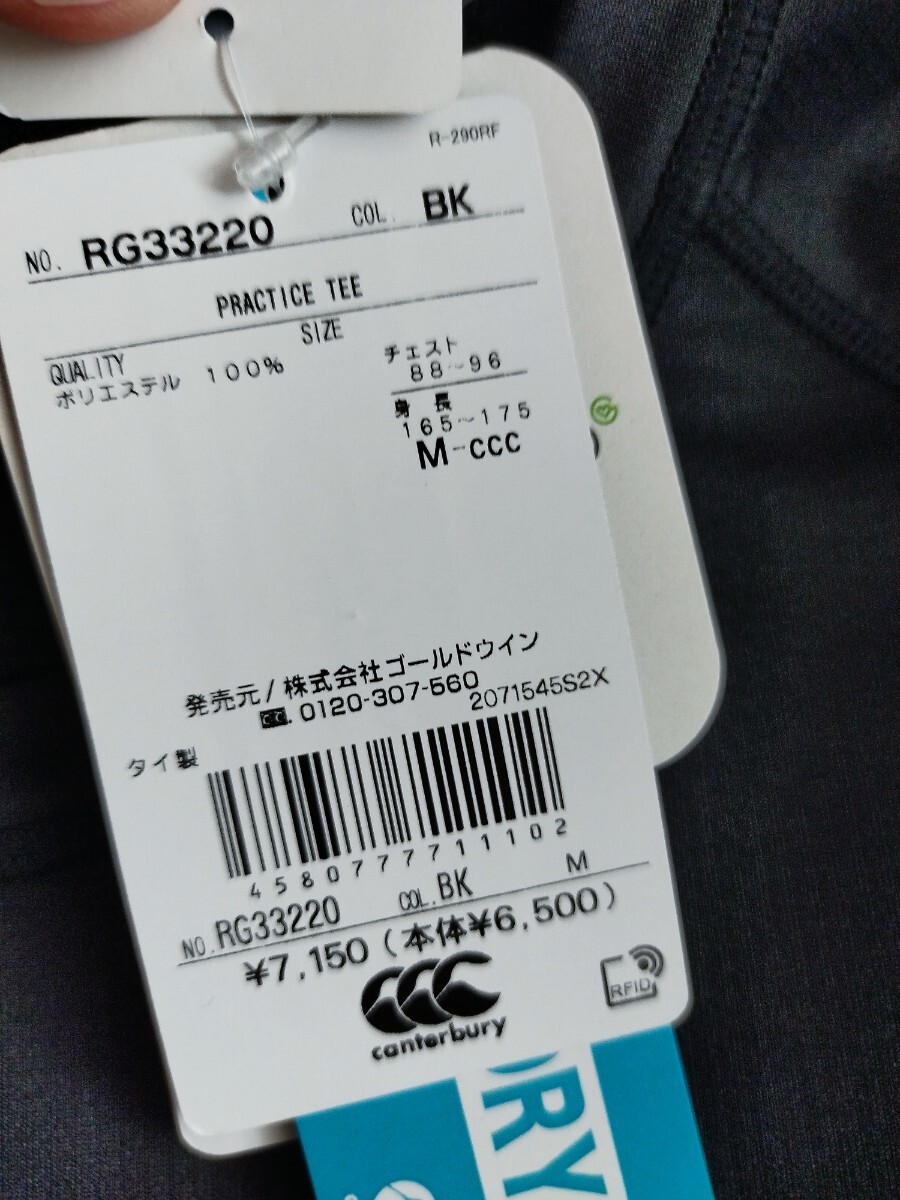 R-290RF
NO. RG33220 COL. BK
PRACTICE TEE
SIZE
QUALITY
ポリエステル 100%
チェスト
88~96
身長
165~175
M-CCC
発売元/株式会社ゴールドウイン
CC. 0120-307-560
2071545S2X
タイ製
4580777711102
NO. RG33220 COL. BK M
¥7,150(本体¥6,500)
canterbury
RFID
DRY